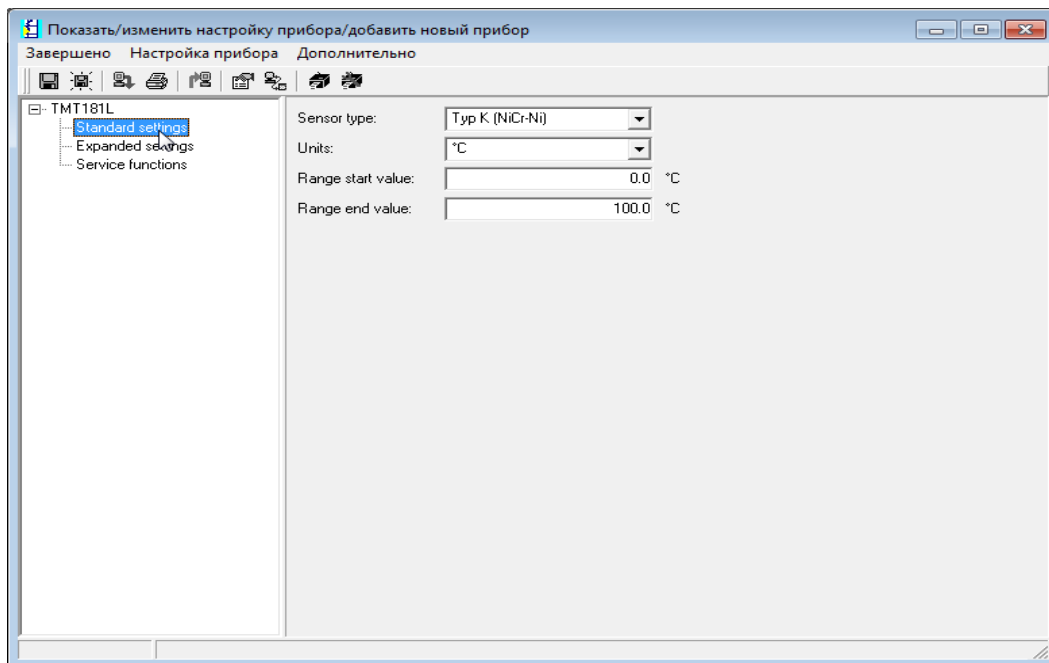 Показать/изменить настройку прибора/добавить новый прибор
Завершено Настройка прибора Дополнительно
TMT181L
Standard settings
Expanded settings
Service functions
Sensor type: Typ K (NiCr-Ni)
Units: °C
Range start value: 0.0 °C
Range end value: 100.0 °C